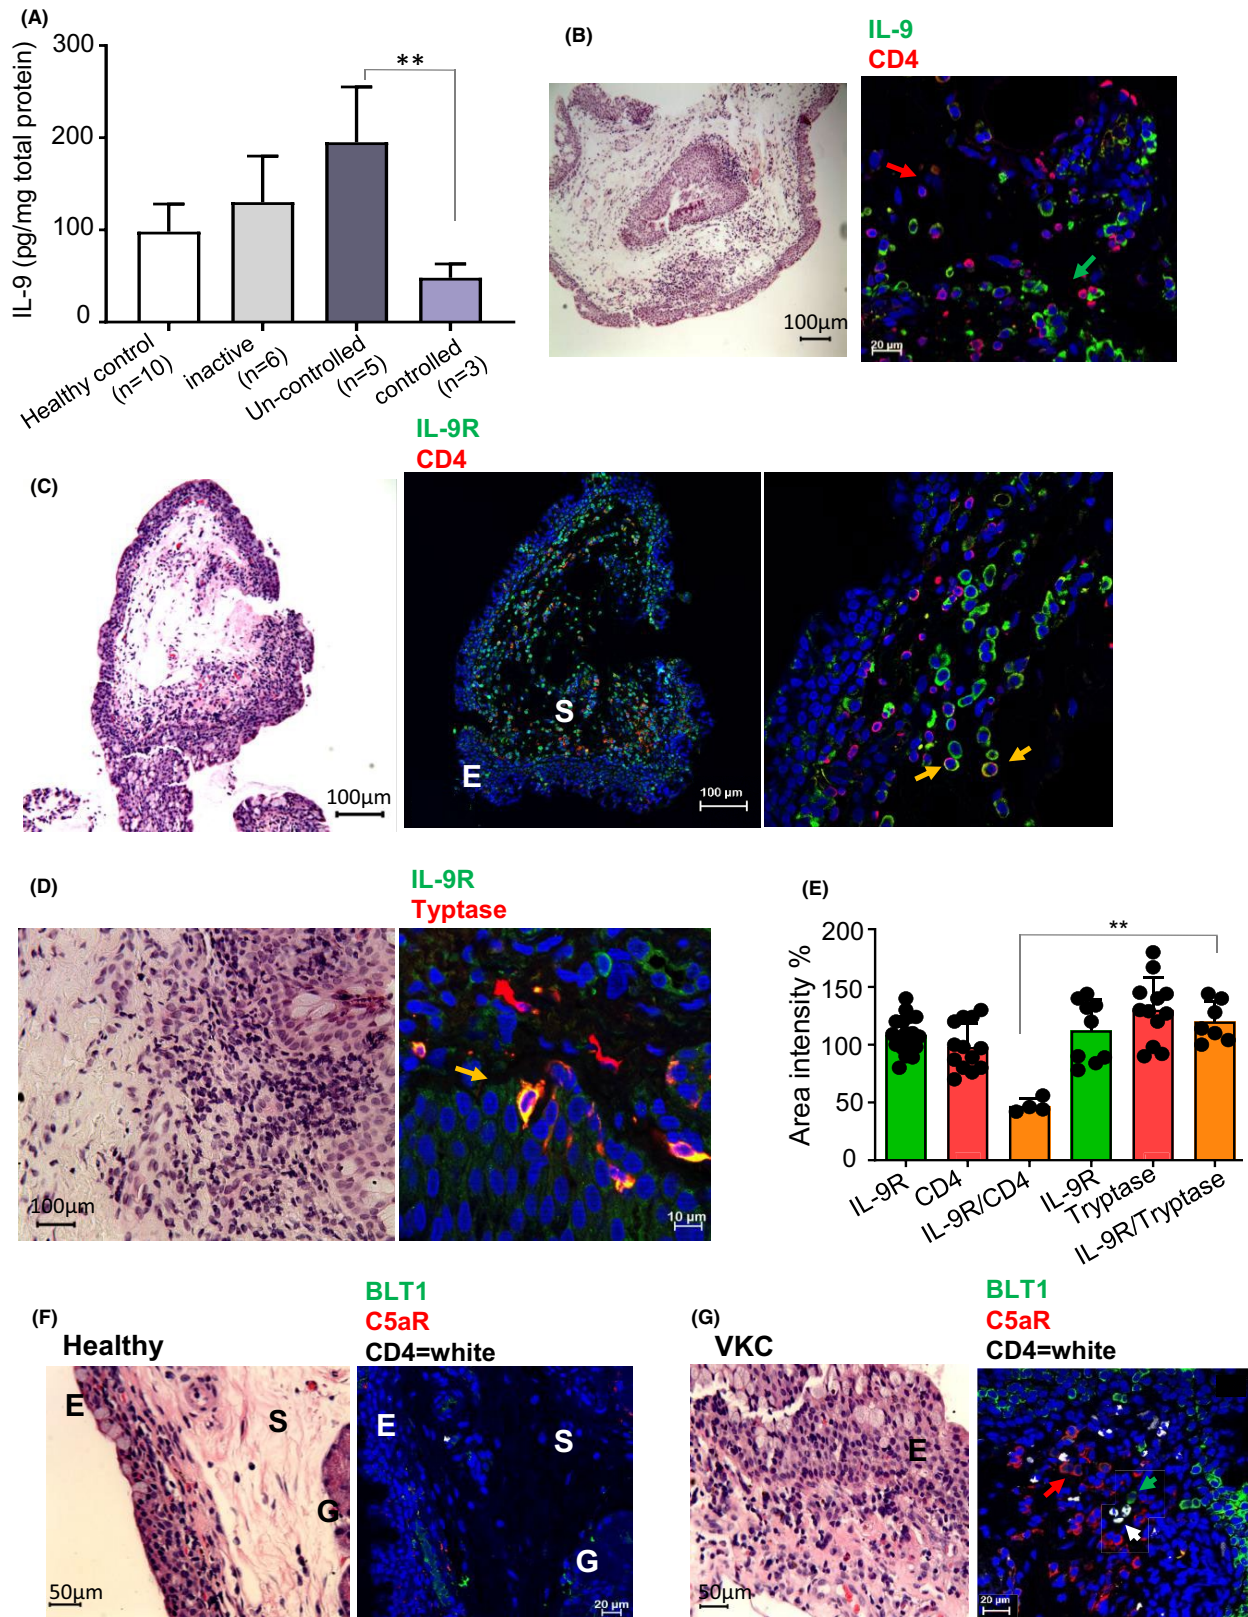 (A)
300
200
100
0
IL-9 (pg/mg total protein)
**
Healthy control
(n=10)
inactive
(n=6)
Un-controlled
(n=5)
controlled
(n=3)
(B)
IL-9
CD4
100μm
20 μm
(C)
IL-9R
CD4
100μm
S
E
100 μm
(D)
IL-9R
Typtase
100μm
10 μm
(E)
200
150
100
50
0
Area intensity %
**
IL-9R
CD4
IL-9R/CD4
IL-9R
Tryptase
IL-9R/Tryptase
(F)
Healthy
BLT1
C5aR
CD4=white
E
S
G
50μm
E
S
G
20 μm
(G)
VKC
BLT1
C5aR
CD4=white
E
50μm
20 μm